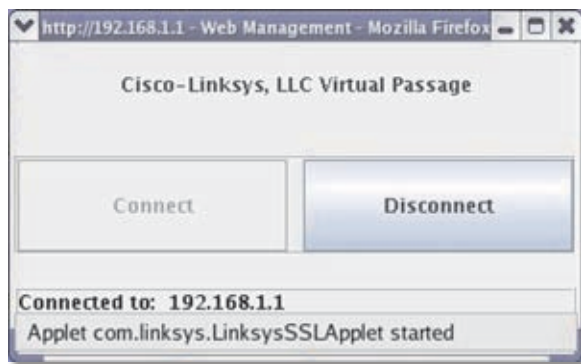 http://192.168.1.1 - Web Management - Mozilla Firefox
Cisco-Linksys, LLC Virtual Passage
Connect
Disconnect
Connected to: 192.168.1.1
Applet com.linksys.LinksysSSLApplet started